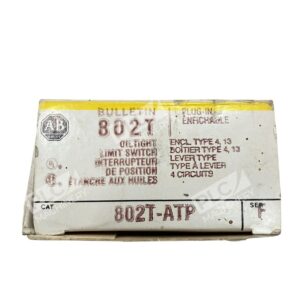 BULLETIN
802T
PLUG-IN
ENFICHABLE
AB
OILTIGHT
LIMIT SWITCH
INTERRUPTEUR
DE POSITION
ÉTANCHE AUX HUILES
ENCL. TYPE 4, 13
BOÎTIER TYPE 4, 13
LEVER TYPE
TYPE À LEVIER
4 CIRCUITS
CAT
802T-ATP
SER
F